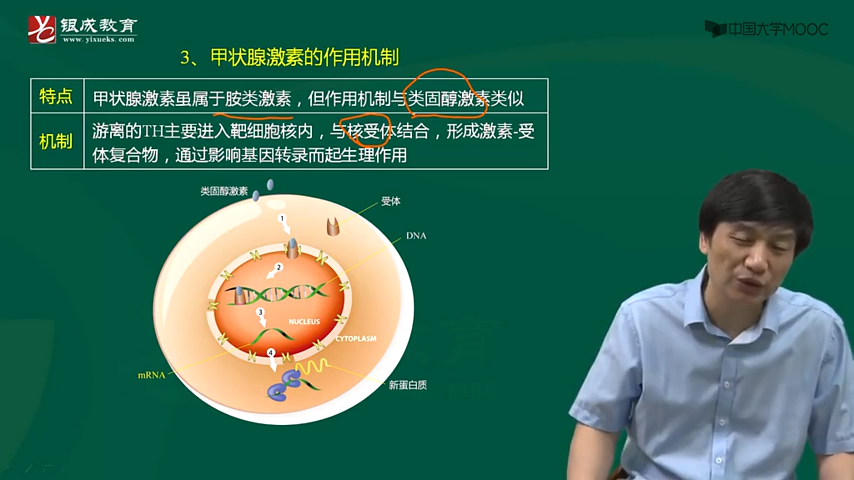 银成教育
www.yixueks.com
中国大学MOOC
3、甲状腺激素的作用机制
特点
甲状腺激素虽属于胺类激素，但作用机制与类固醇激素类似
机制
游离的TH主要进入靶细胞核内，与核受体结合，形成激素-受
体复合物，通过影响基因转录而起生理作用
类固醇激素
受体
1
DNA
2
3
NUCLEUS
CYTOPLASM
4
mRNA
新蛋白质